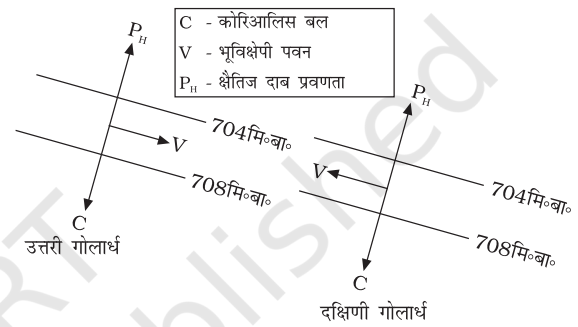 C - कोरिआलिस बल
V - भूविक्षेपी पवन
P_H - क्षैतिज दाब प्रवणता
P_H
704मि॰बा॰
V
708मि॰बा॰
C
उत्तरी गोलार्ध
P_H
704मि॰बा॰
V
708मि॰बा॰
C
दक्षिणी गोलार्ध